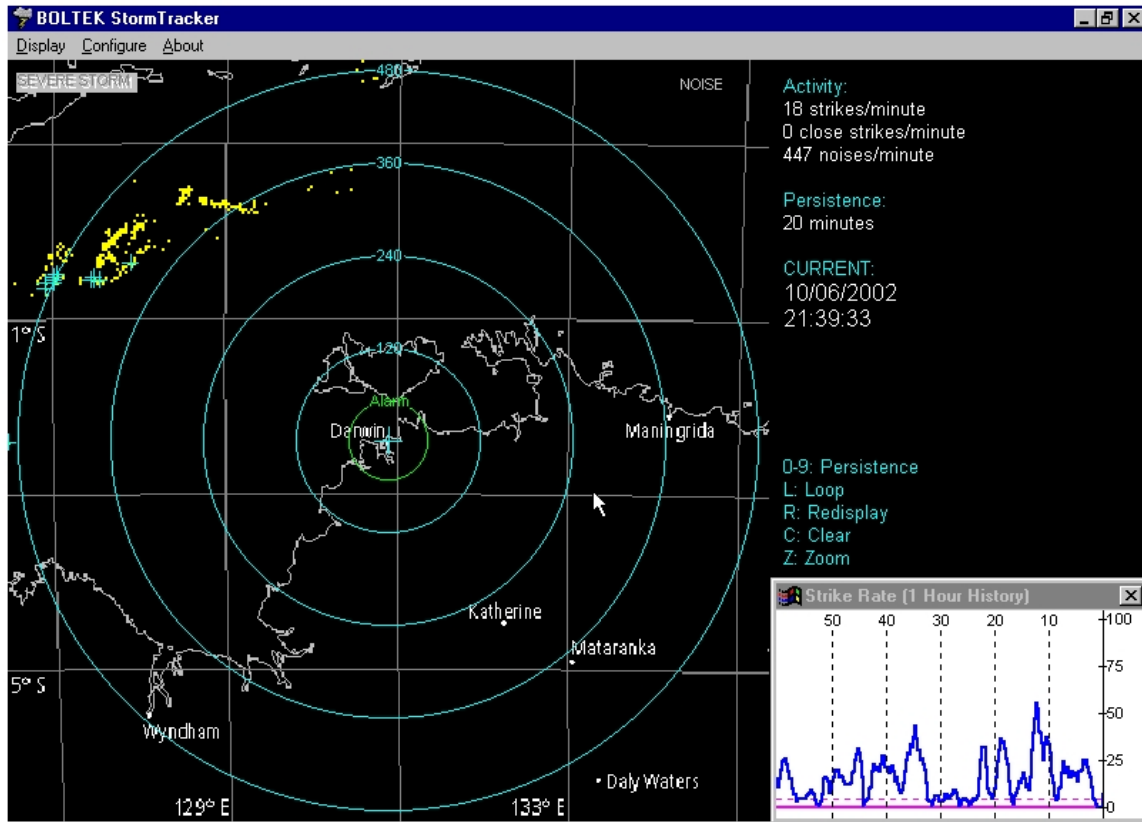 BOLTEK StormTracker
Display Configure About
SEVERE STORM
NOISE
480
360
240
120
Alarm
Darwin
Maningrida
Katherine
Mataranka
Wyndham
Daly Waters
1° S
5° S
129° E
133° E
Activity:
18 strikes/minute
0 close strikes/minute
447 noises/minute
Persistence:
20 minutes
CURRENT:
10/06/2002
21:39:33
0-9: Persistence
L: Loop
R: Redisplay
C: Clear
Z: Zoom
Strike Rate (1 Hour History)
50 40 30 20 10
100
75
50
25
0